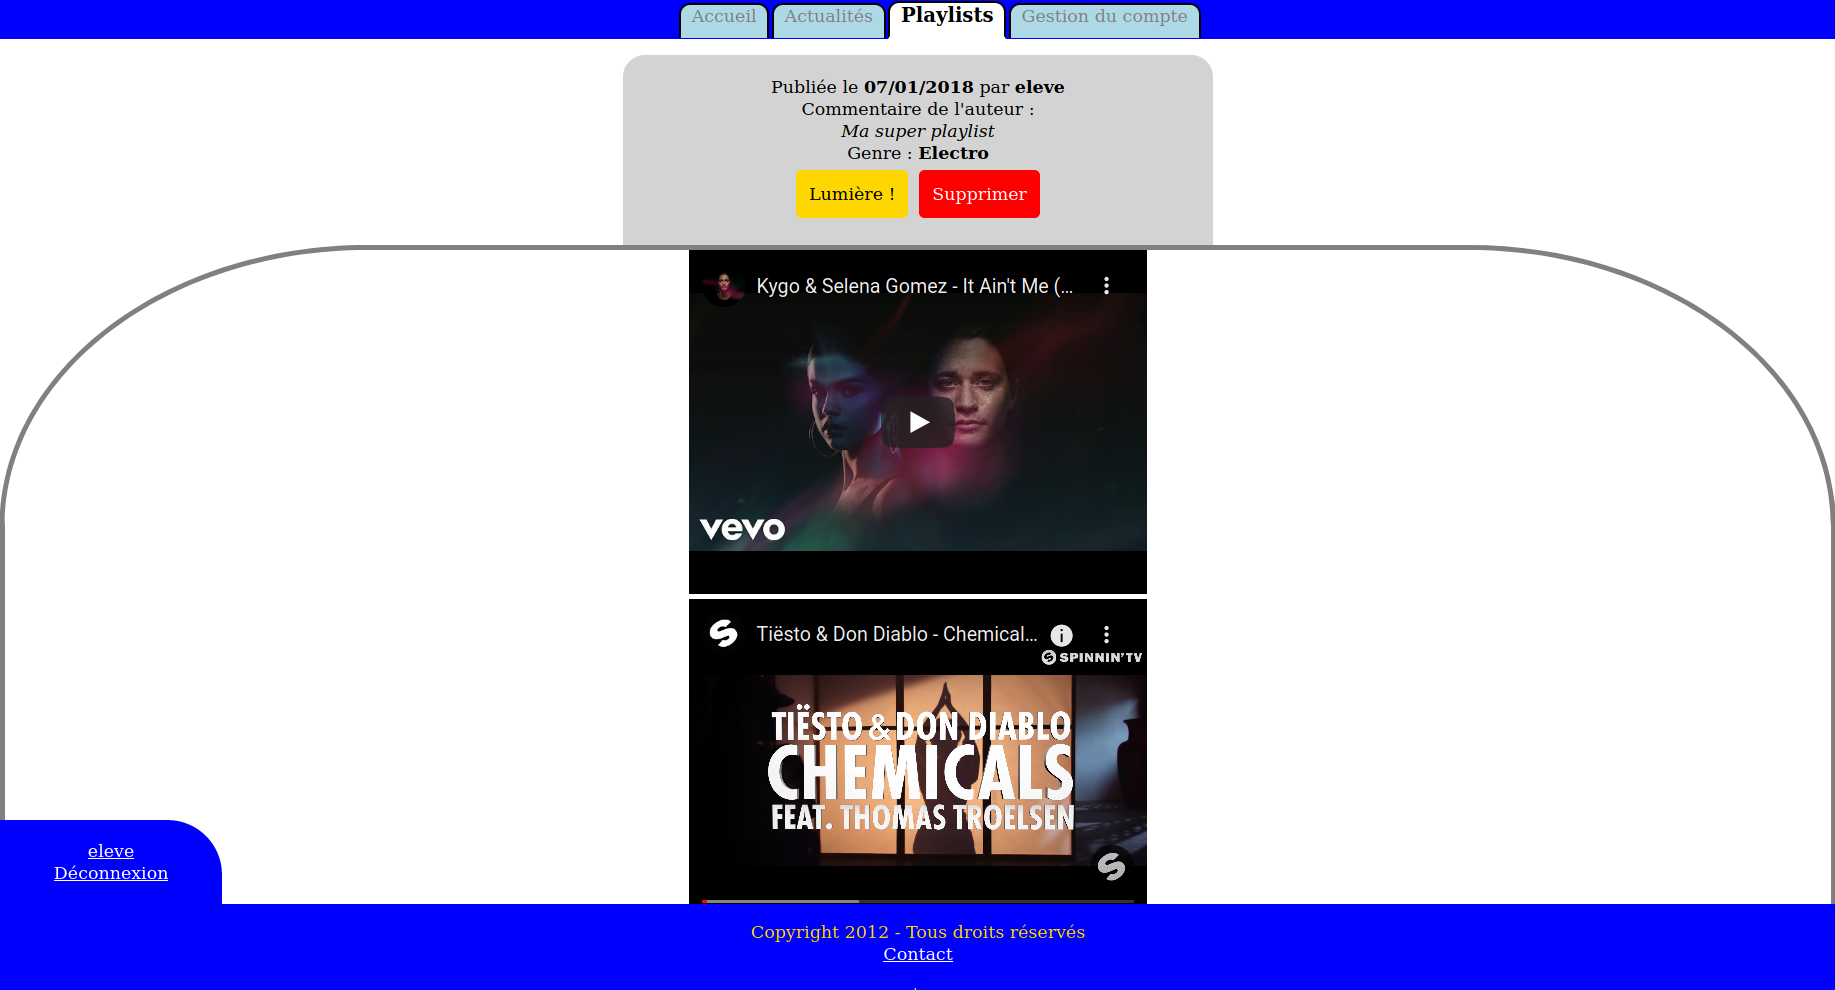 Accueil Actualités Playlists Gestion du compte
Publiée le 07/01/2018 par eleve
Commentaire de l'auteur :
Ma super playlist
Genre : Electro
Lumière ! Supprimer
Kygo & Selena Gomez - It Ain't Me (...
vevo
Tiësto & Don Diablo - Chemical...
SPINNIN' TV
TIËSTO & DON DIABLO
CHEMICALS
FEAT. THOMAS TROELSEN
eleve
Déconnexion
Copyright 2012 - Tous droits réservés
Contact